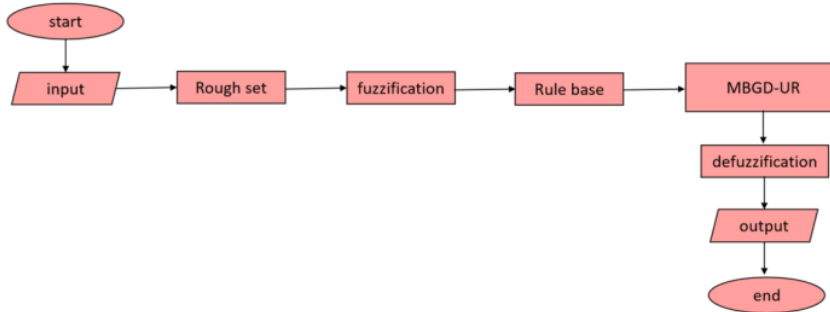 start
input
Rough set
fuzzification
Rule base
MBGD-UR
defuzzification
output
end